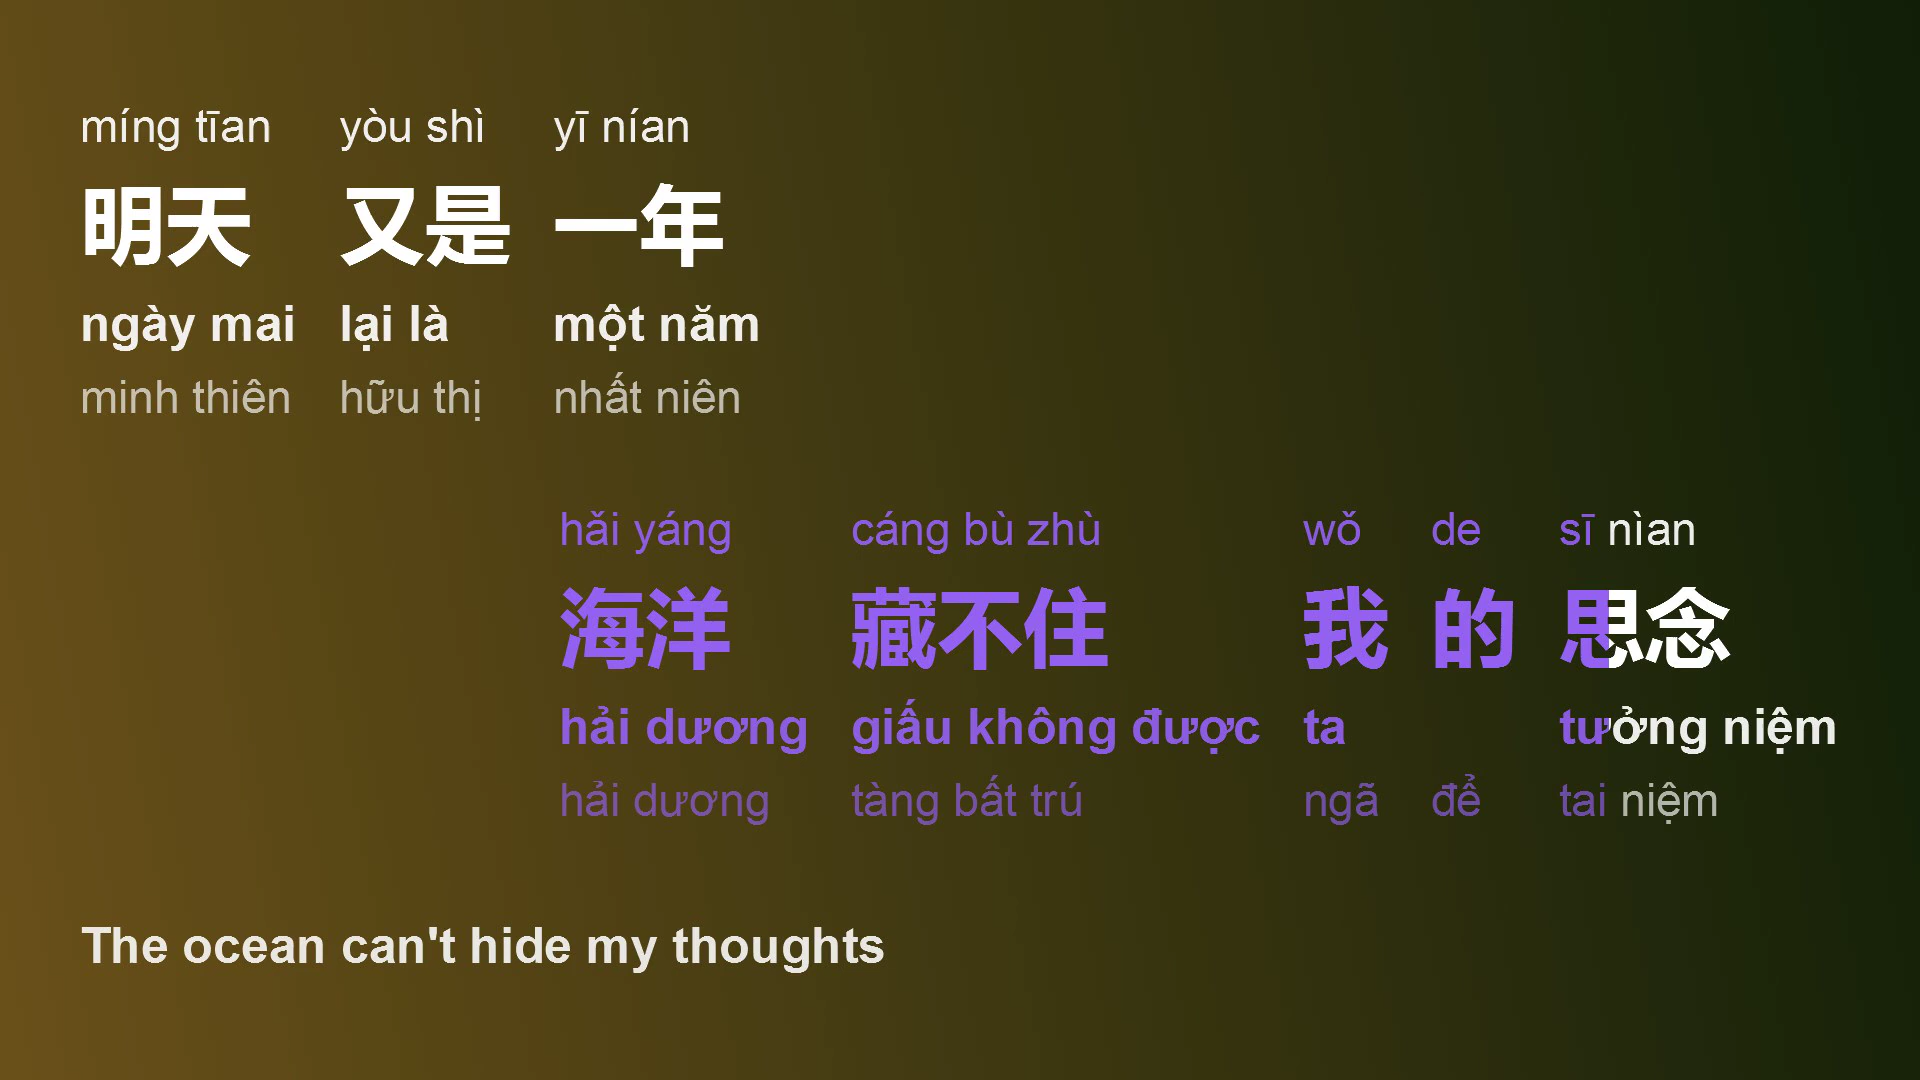 míng tīan yòu shì yī nían
明天 又是 一年
ngày mai lại là một năm
minh thiên hữu thị nhất niên
hǎi yáng cáng bù zhù wǒ de sī nìan
海洋 藏不住 我 的 思念
hải dương giấu không được ta tưởng niệm
hải dương tàng bất trú ngã để tai niệm
The ocean can't hide my thoughts